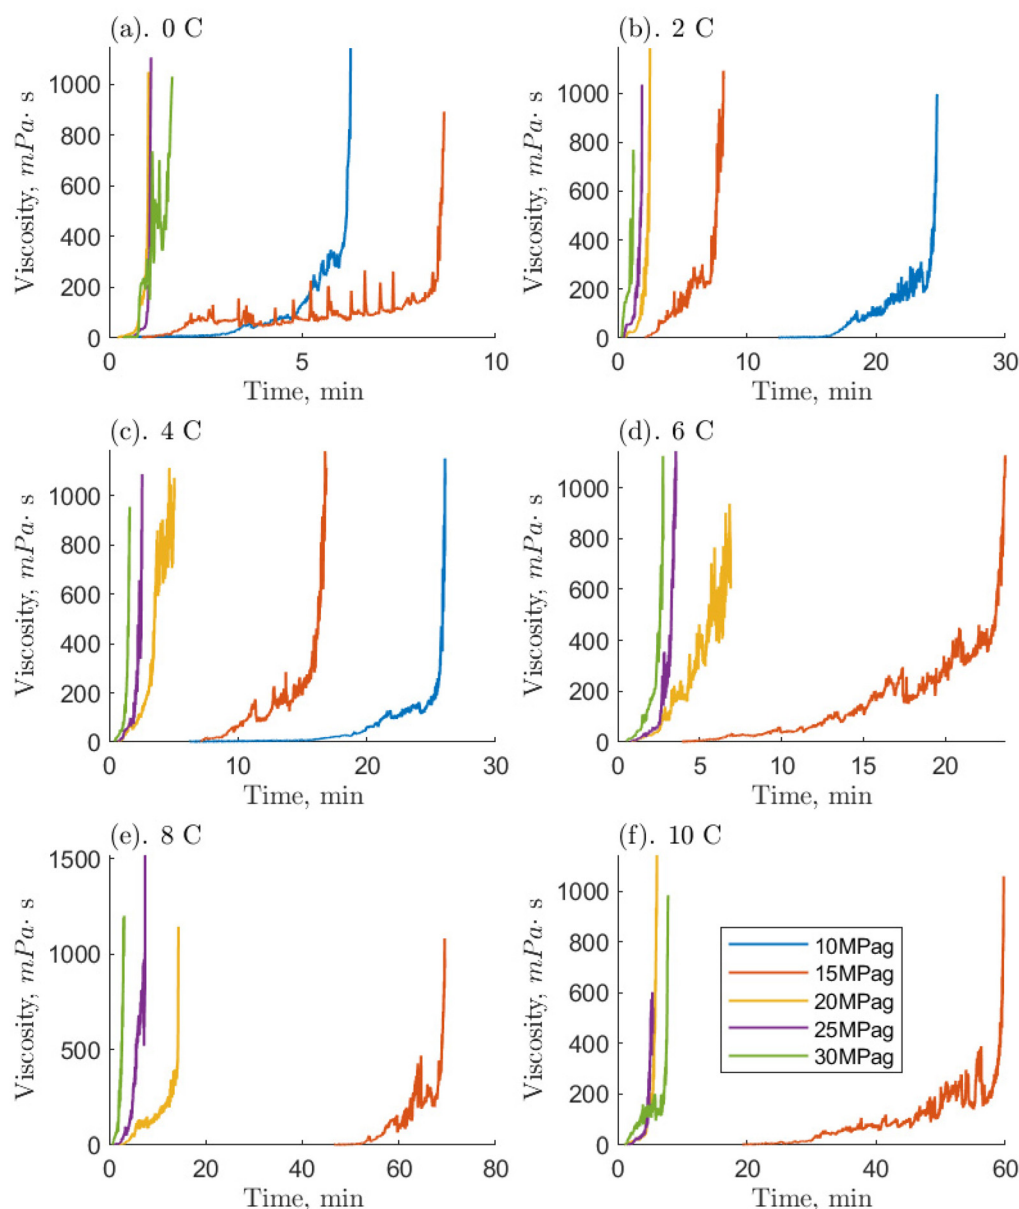 (a). 0 C
1000
800
600
400
200
0
Viscosity, mPa· s
0 5 10
Time, min
(b). 2 C
1000
800
600
400
200
0
Viscosity, mPa· s
0 10 20 30
Time, min
(c). 4 C
1000
800
600
400
200
0
Viscosity, mPa· s
0 10 20 30
Time, min
(d). 6 C
1000
800
600
400
200
0
Viscosity, mPa· s
0 5 10 15 20
Time, min
(e). 8 C
1500
1000
500
0
Viscosity, mPa· s
0 20 40 60 80
Time, min
(f). 10 C
1000
800
600
400
200
0
Viscosity, mPa· s
10MPag
15MPag
20MPag
25MPag
30MPag
0 20 40 60
Time, min